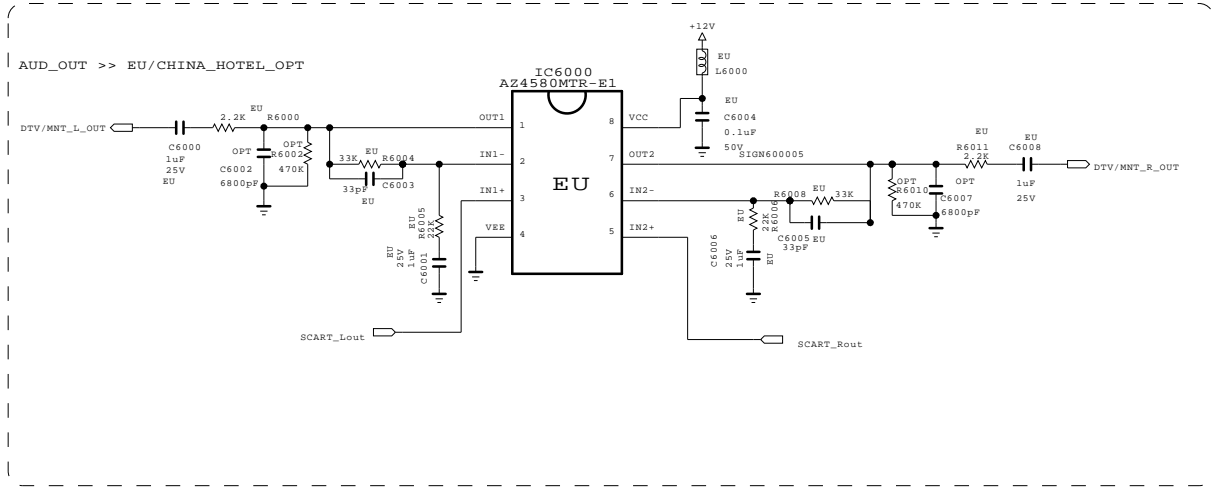 +12V
EU
L6000
AUD_OUT >> EU/CHINA_HOTEL_OPT
IC6000
AZ4580MTR-E1
EU
C6004
0.1uF
50V
DTV/MNT_L_OUT
C6000
1uF
25V
EU
2.2K
EU
R6000
OPT
C6002
6800pF
OPT
R6002
470K
33K
EU
R6004
33pF
C6003
EU
OUT1
1
IN1-
2
IN1+
3
VEE
4
EU
VCC
8
OUT2
7
IN2-
6
IN2+
5
SIGN600005
EU
R6005
22K
EU
25V
1uF
C6001
EU
22K
R6006
C6006
25V
1uF
EU
R6008
EU
33K
C6005
EU
33pF
OPT
R6010
470K
OPT
C6007
6800pF
EU
R6011
2.2K
EU
C6008
1uF
25V
DTV/MNT_R_OUT
SCART_Lout
SCART_Rout